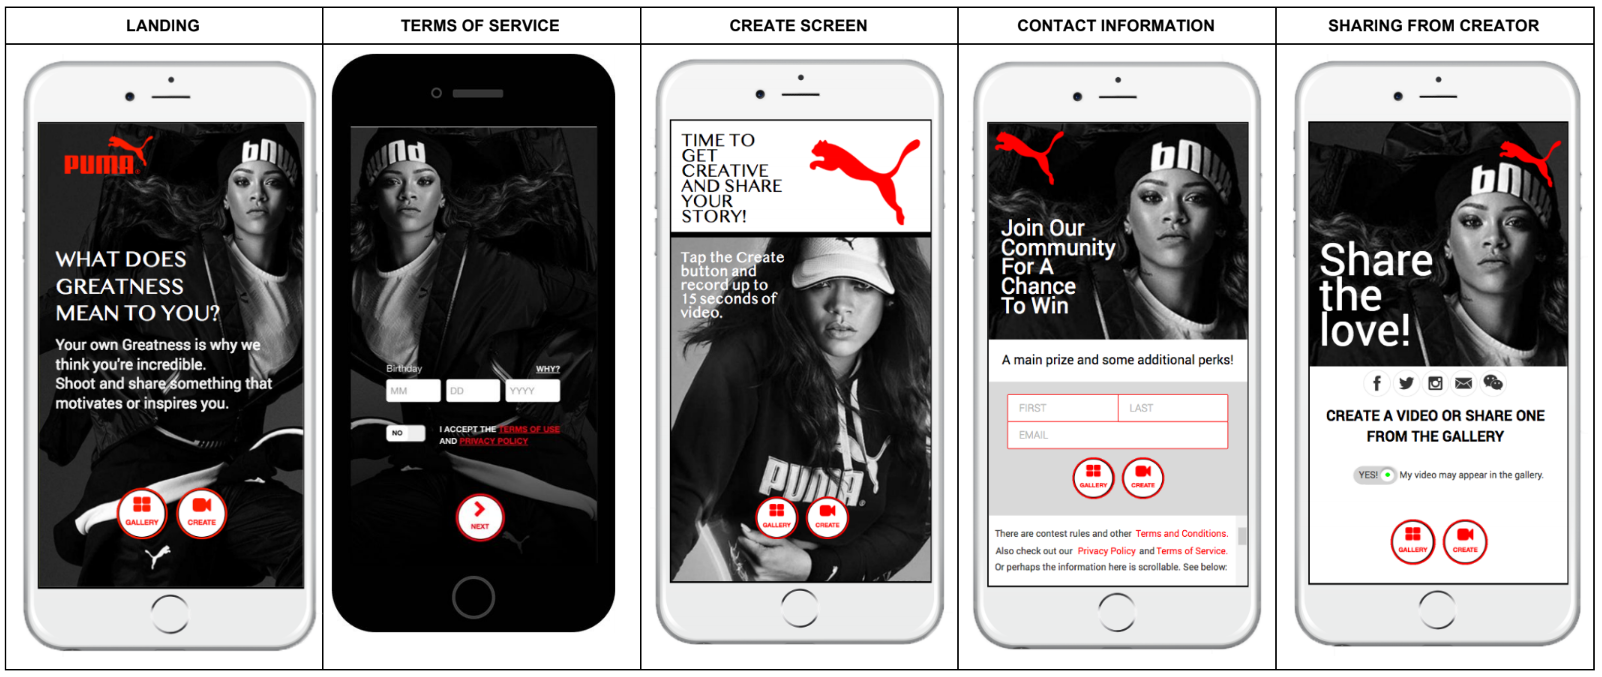 LANDING
TERMS OF SERVICE
CREATE SCREEN
CONTACT INFORMATION
SHARING FROM CREATOR
PUMA
WHAT DOES
GREATNESS
MEAN TO YOU?
Your own Greatness is why we
think you're incredible.
Shoot and share something that
motivates or inspires you.
GALLERY
CREATE
Birthday
WHY?
MM
DD
YYYY
NO
I ACCEPT THE TERMS OF USE
AND PRIVACY POLICY
NEXT
TIME TO
GET
CREATIVE
AND SHARE
YOUR
STORY!
Tap the Create
button and
record up to
15 seconds of
video.
PUMA
GALLERY
CREATE
Join Our
Community
For A
Chance
To Win
A main prize and some additional perks!
FIRST
LAST
EMAIL
GALLERY
CREATE
There are contest rules and other Terms and Conditions.
Also check out our Privacy Policy and Terms of Service.
Or perhaps the information here is scrollable. See below:
Share
the
love!
CREATE A VIDEO OR SHARE ONE
FROM THE GALLERY
YES!
My video may appear in the gallery.
GALLERY
CREATE